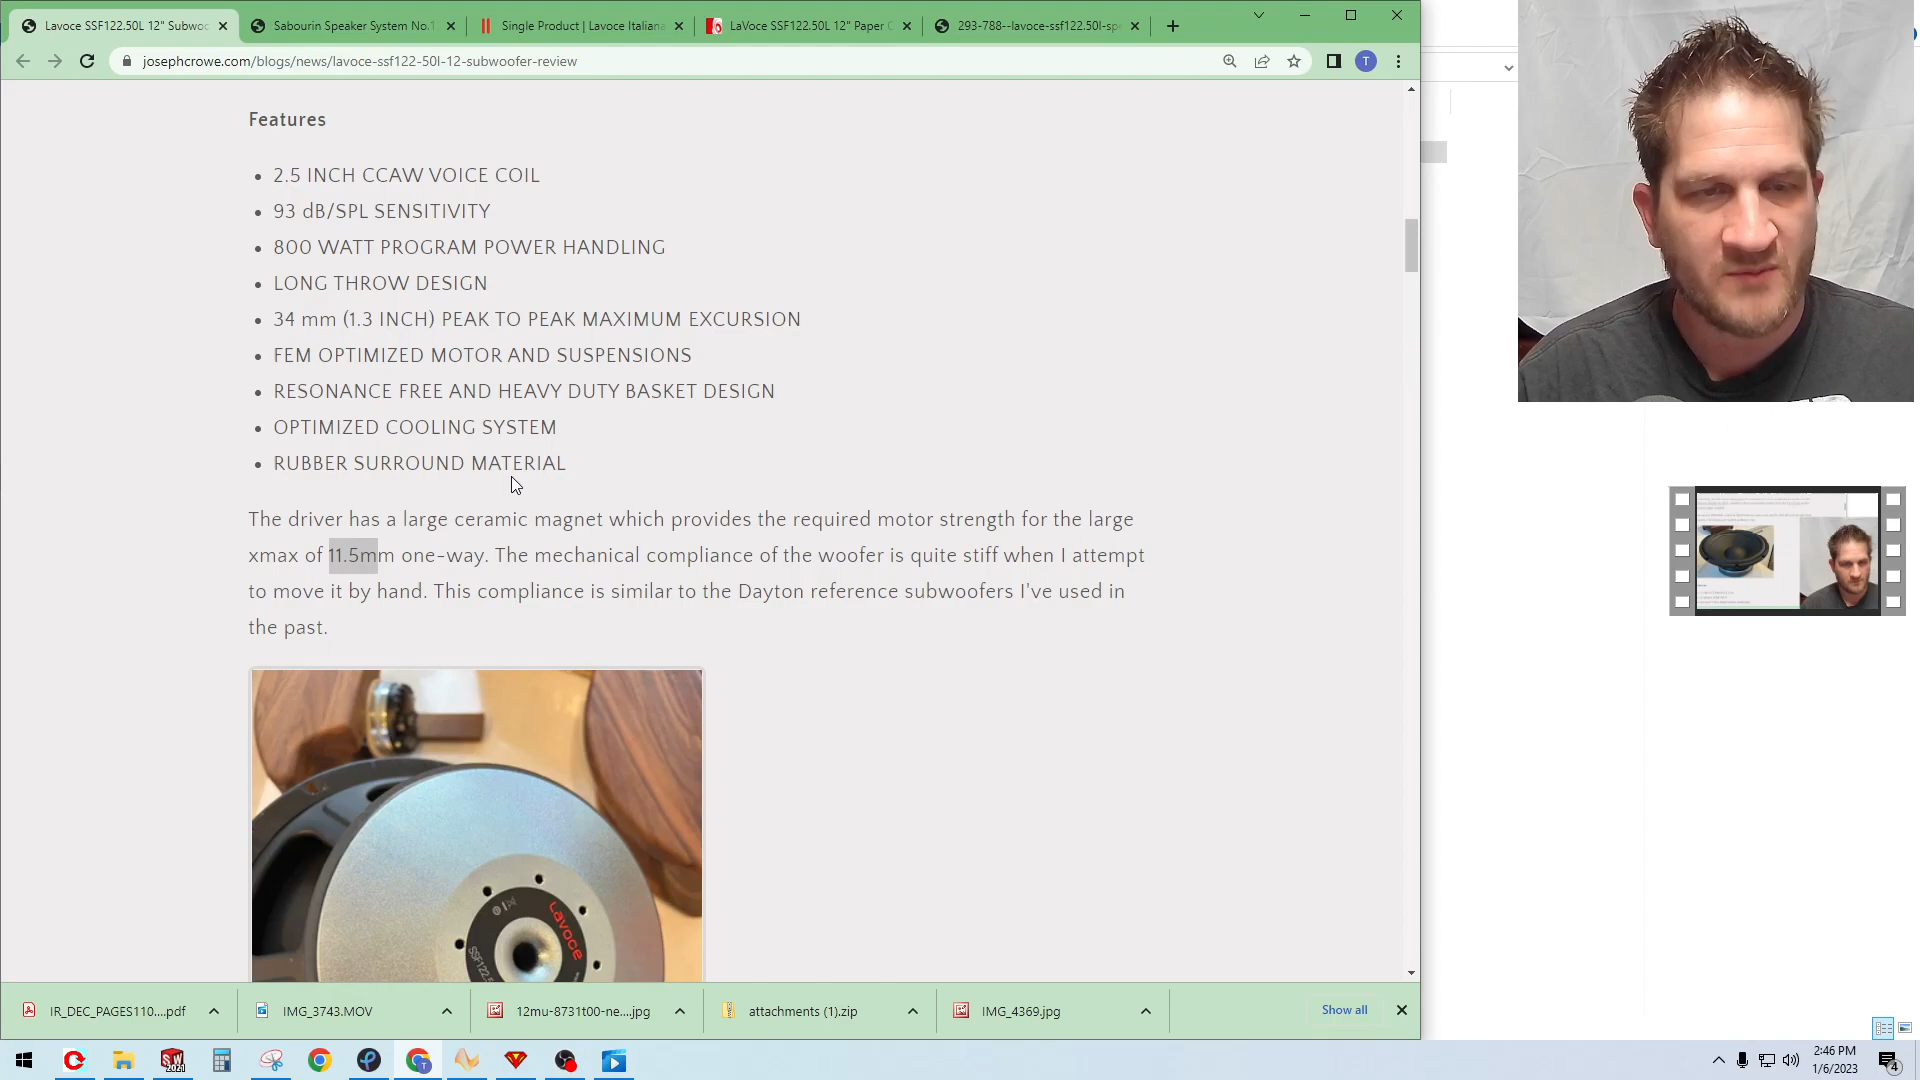 Lavoce SSF122.50L 12" Subwoo
Sabourin Speaker System No.1
Single Product | Lavoce Italiana
LaVoce SSF122.50L 12" Paper C
293-788--lavoce-ssf122.50l-spe
josephcrowe.com/blogs/news/lavoce-ssf122-50l-12-subwoofer-review
T
Features
2.5 INCH CCAW VOICE COIL
93 dB/SPL SENSITIVITY
800 WATT PROGRAM POWER HANDLING
LONG THROW DESIGN
34 mm (1.3 INCH) PEAK TO PEAK MAXIMUM EXCURSION
FEM OPTIMIZED MOTOR AND SUSPENSIONS
RESONANCE FREE AND HEAVY DUTY BASKET DESIGN
OPTIMIZED COOLING SYSTEM
RUBBER SURROUND MATERIAL
The driver has a large ceramic magnet which provides the required motor strength for the large
xmax of 11.5mm one-way. The mechanical compliance of the woofer is quite stiff when I attempt
to move it by hand. This compliance is similar to the Dayton reference subwoofers I've used in
the past.
Lavoce
IR_DEC_PAGES110....pdf
IMG_3743.MOV
12mu-8731t00-ne....jpg
attachments (1).zip
IMG_4369.jpg
Show all
2:46 PM
1/6/2023
4